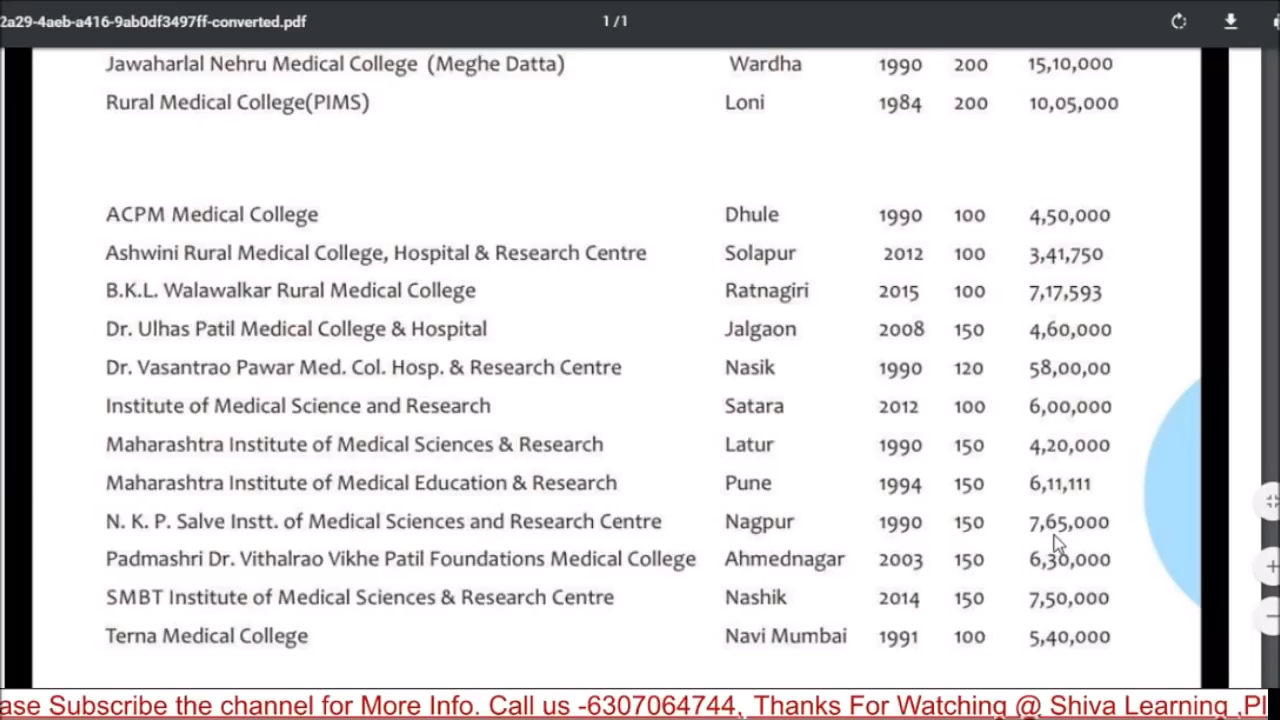 2a29-4aeb-a416-9ab0df3497ff-converted.pdf 1 / 1
Jawaharlal Nehru Medical College (Meghe Datta) Wardha 1990 200 15,10,000
Rural Medical College(PIMS) Loni 1984 200 10,05,000
ACPM Medical College Dhule 1990 100 4,50,000
Ashwini Rural Medical College, Hospital & Research Centre Solapur 2012 100 3,41,750
B.K.L. Walawalkar Rural Medical College Ratnagiri 2015 100 7,17,593
Dr. Ulhas Patil Medical College & Hospital Jalgaon 2008 150 4,60,000
Dr. Vasantrao Pawar Med. Col. Hosp. & Research Centre Nasik 1990 120 58,00,00
Institute of Medical Science and Research Satara 2012 100 6,00,000
Maharashtra Institute of Medical Sciences & Research Latur 1990 150 4,20,000
Maharashtra Institute of Medical Education & Research Pune 1994 150 6,11,111
N. K. P. Salve Instt. of Medical Sciences and Research Centre Nagpur 1990 150 7,65,000
Padmashri Dr. Vithalrao Vikhe Patil Foundations Medical College Ahmednagar 2003 150 6,30,000
SMBT Institute of Medical Sciences & Research Centre Nashik 2014 150 7,50,000
Terna Medical College Navi Mumbai 1991 100 5,40,000
ase Subscribe the channel for More Info. Call us -6307064744, Thanks For Watching @ Shiva Learning ,Pl